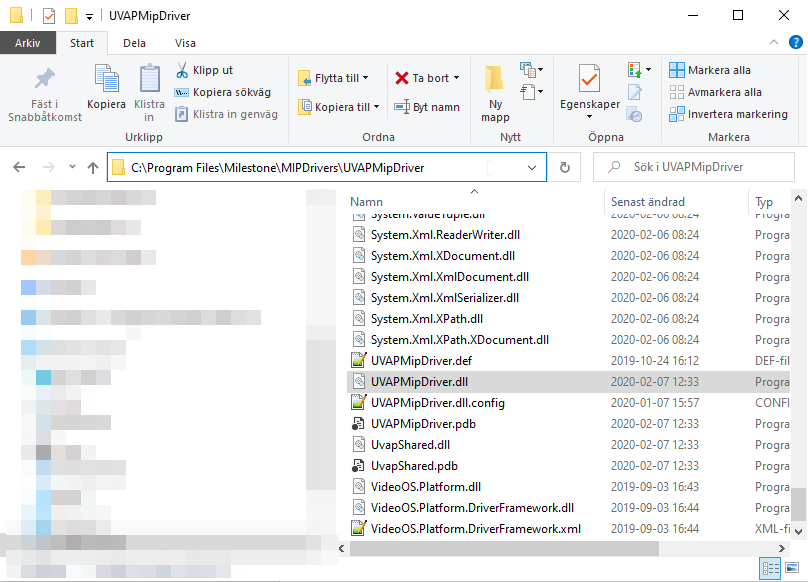 UVAPMipDriver
Arkiv
Start
Dela
Visa
Fäst i
Snabbåtkomst
Kopiera
Klistra
in
Klipp ut
Kopiera sökväg
Klistra in genväg
Urklipp
Flytta till
Kopiera till
Ta bort
Byt namn
Ordna
Ny
mapp
Nytt
Egenskaper
Öppna
Markera alla
Avmarkera alla
Invertera markering
Markera
C:\Program Files\Milestone\MIPDrivers\UVAPMipDriver
Sök i UVAPMipDriver
Namn Senast ändrad Typ
System.ValueTuple.dll 2020-02-06 08:24 Progra
System.Xml.ReaderWriter.dll 2020-02-06 08:24 Progra
System.Xml.XDocument.dll 2020-02-06 08:24 Progra
System.Xml.XmlDocument.dll 2020-02-06 08:24 Progra
System.Xml.XmlSerializer.dll 2020-02-06 08:24 Progra
System.Xml.XPath.dll 2020-02-06 08:24 Progra
System.Xml.XPath.XDocument.dll 2020-02-06 08:24 Progra
UVAPMipDriver.def 2019-10-24 16:12 DEF-fil
UVAPMipDriver.dll 2020-02-07 12:33 Progra
UVAPMipDriver.dll.config 2020-01-07 15:57 CONFI
UVAPMipDriver.pdb 2020-02-07 12:33 Progra
UvapShared.dll 2020-02-07 12:33 Progra
UvapShared.pdb 2020-02-07 12:33 Progra
VideoOS.Platform.dll 2019-09-03 16:43 Progra
VideoOS.Platform.DriverFramework.dll 2019-09-03 16:44 Progra
VideoOS.Platform.DriverFramework.xml 2019-09-03 16:44 XML-fi